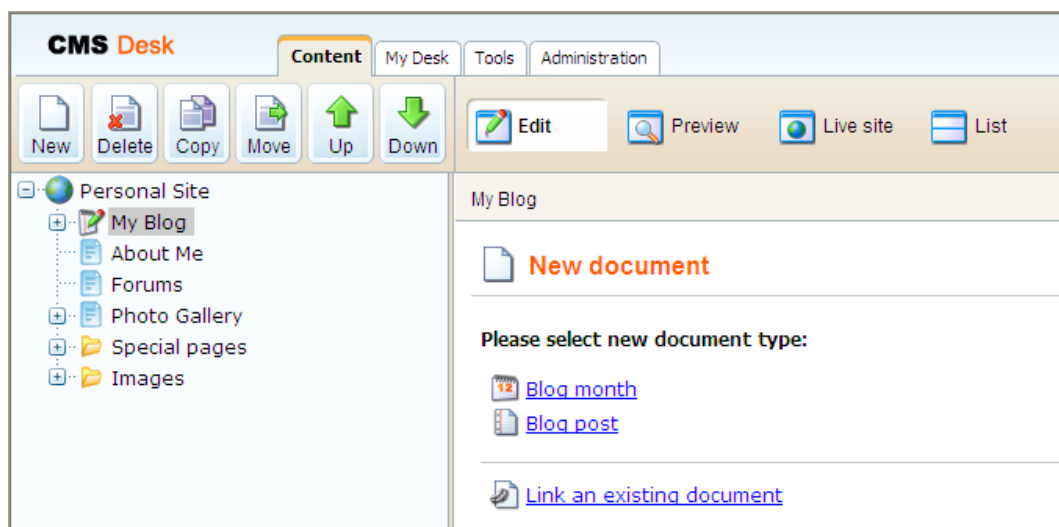 CMS Desk
Content My Desk Tools Administration
New Delete Copy Move Up Down Edit Preview Live site List
Personal Site
My Blog
About Me
Forums
Photo Gallery
Special pages
Images
My Blog
New document
Please select new document type:
12
Blog month
Blog post
Link an existing document